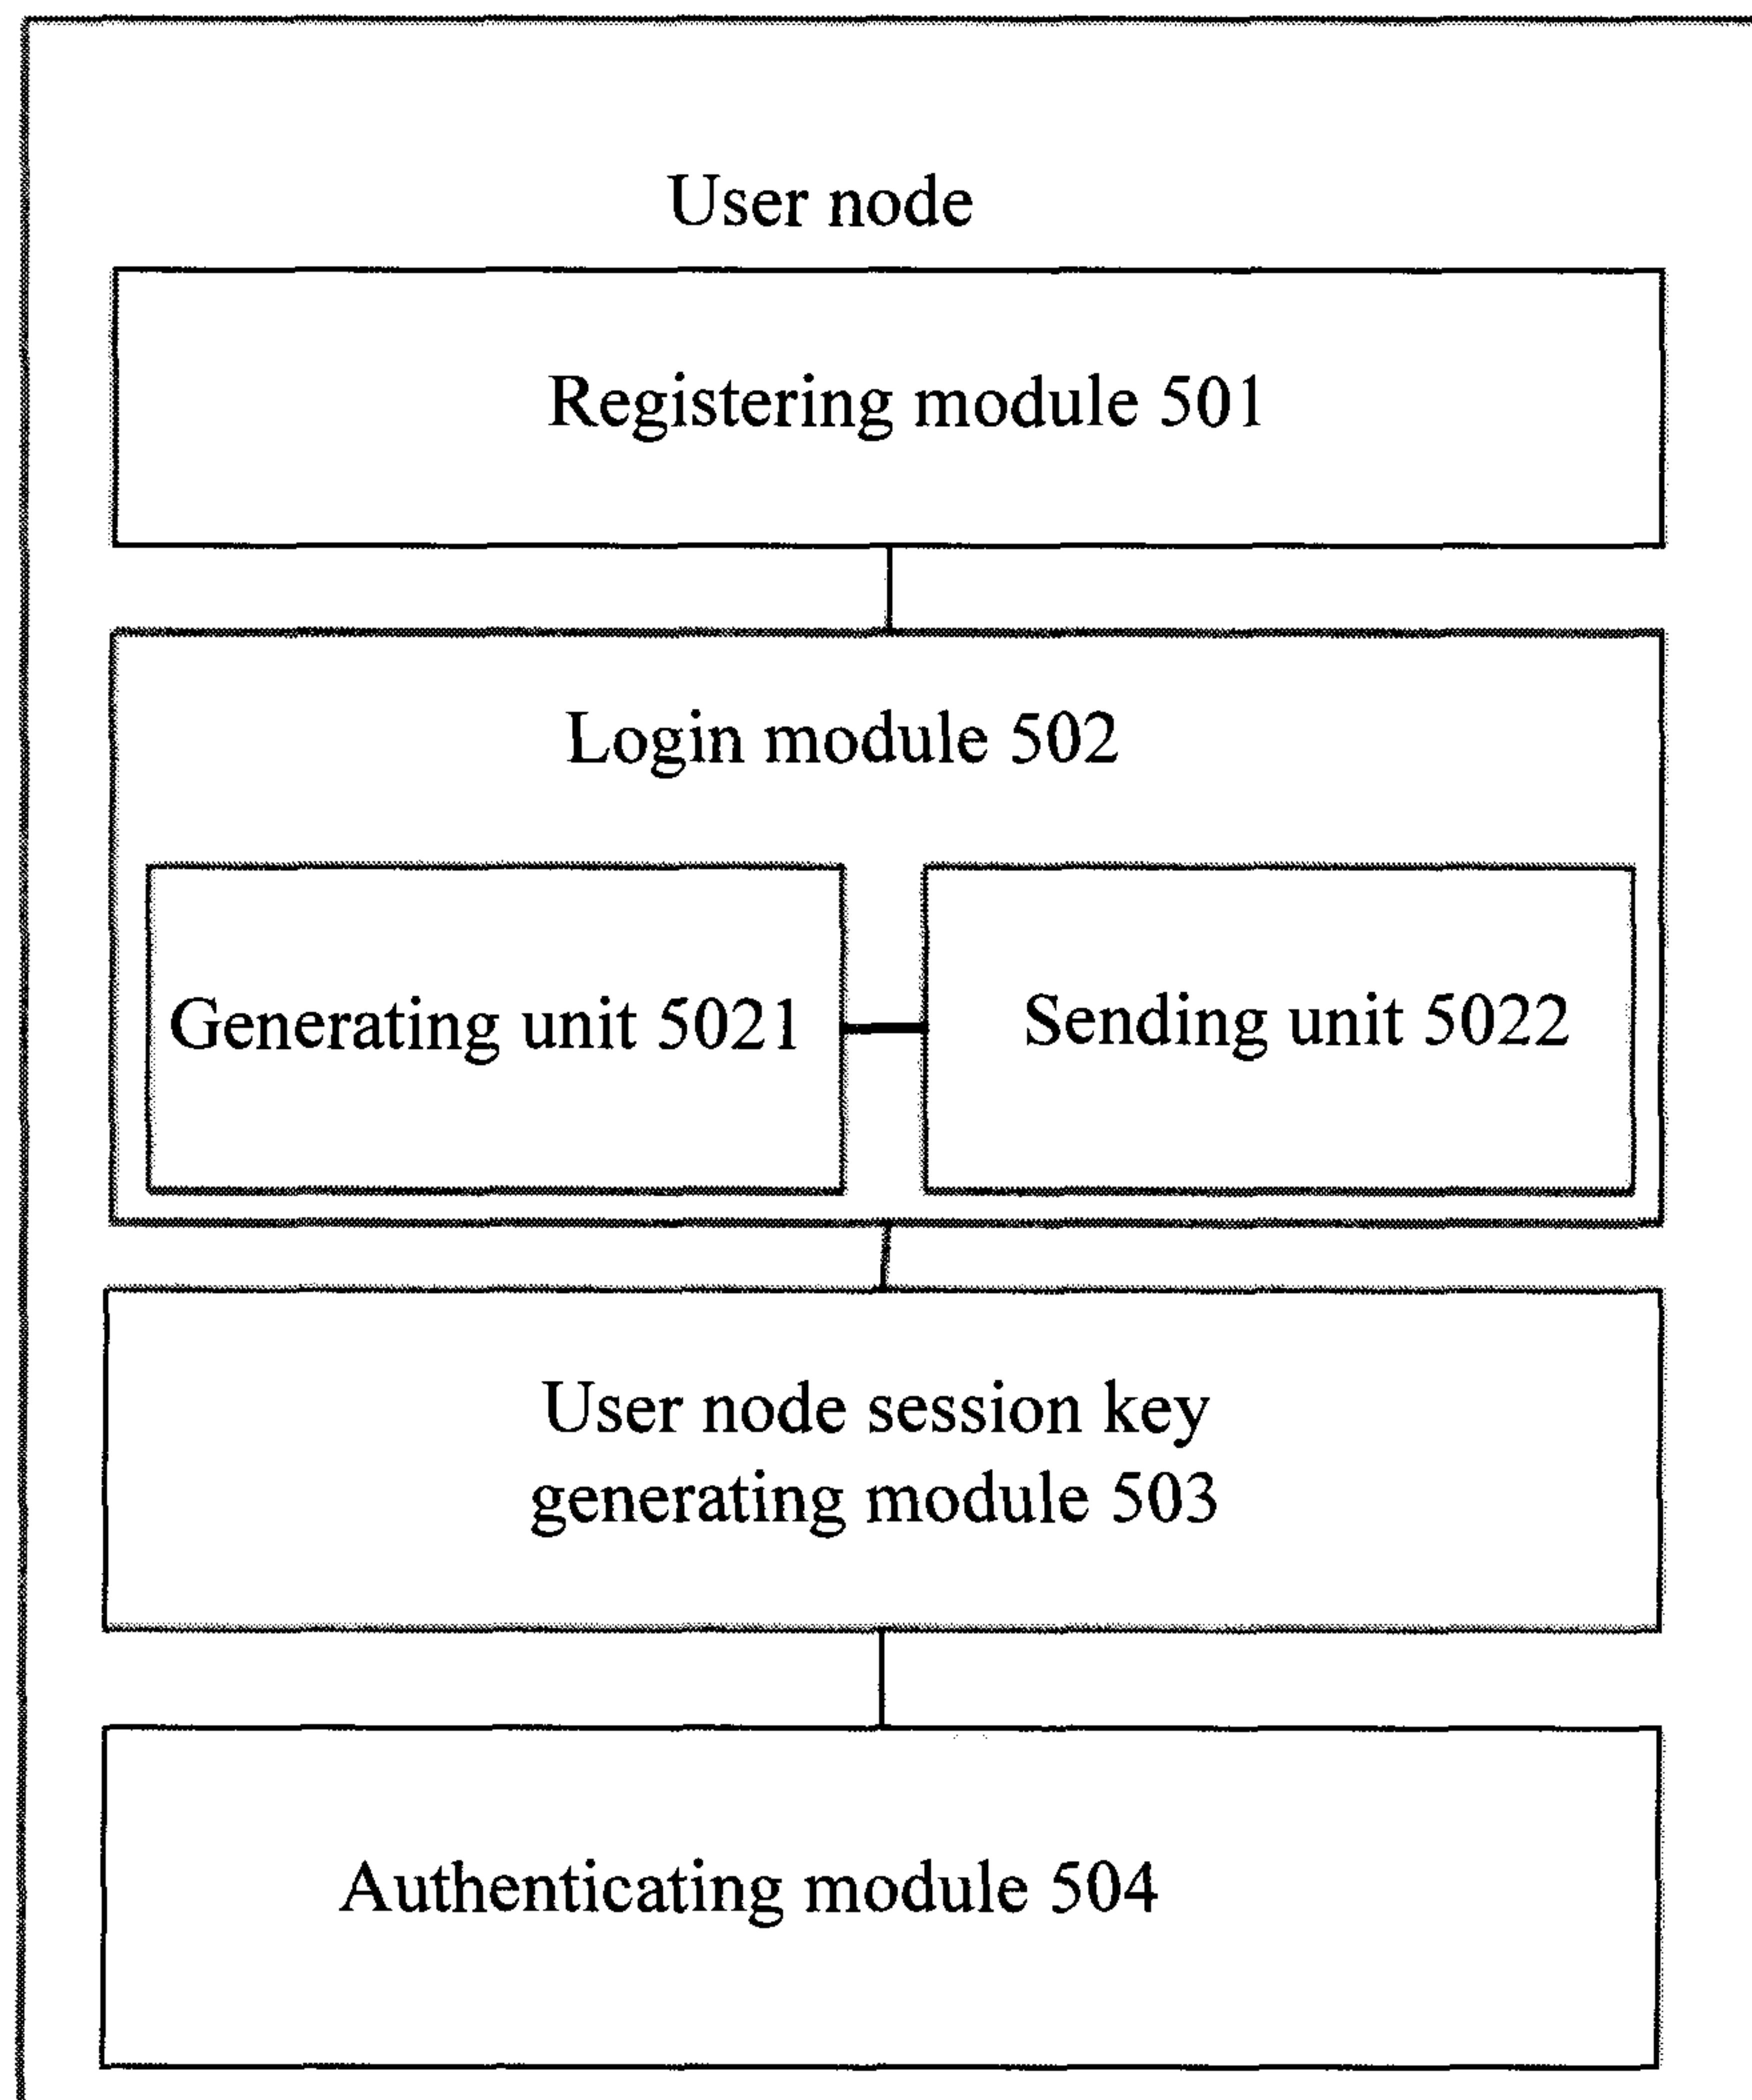 User node
Registering module 501
Login module 502
Generating unit 5021
Sending unit 5022
User node session key
generating module 503
Authenticating module 504